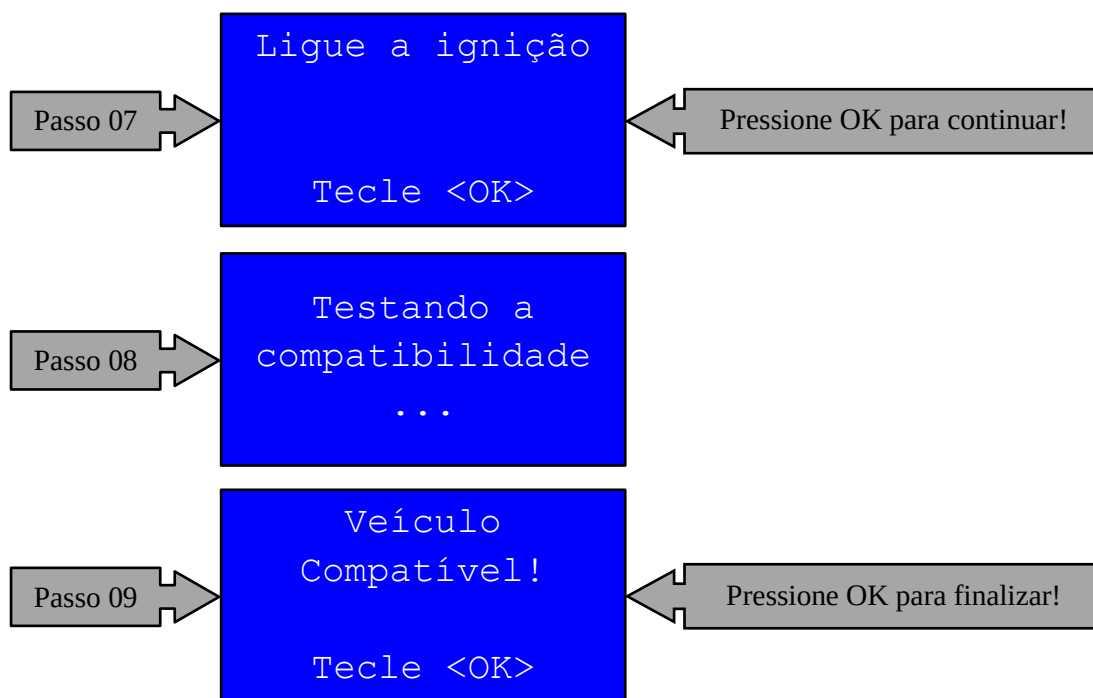 Ligue a ignição
Passo 07
Pressione OK para continuar!
Tecle <OK>
Testando a
Passo 08
compatibilidade
...
Veículo
Compatível!
Passo 09
Pressione OK para finalizar!
Tecle <OK>